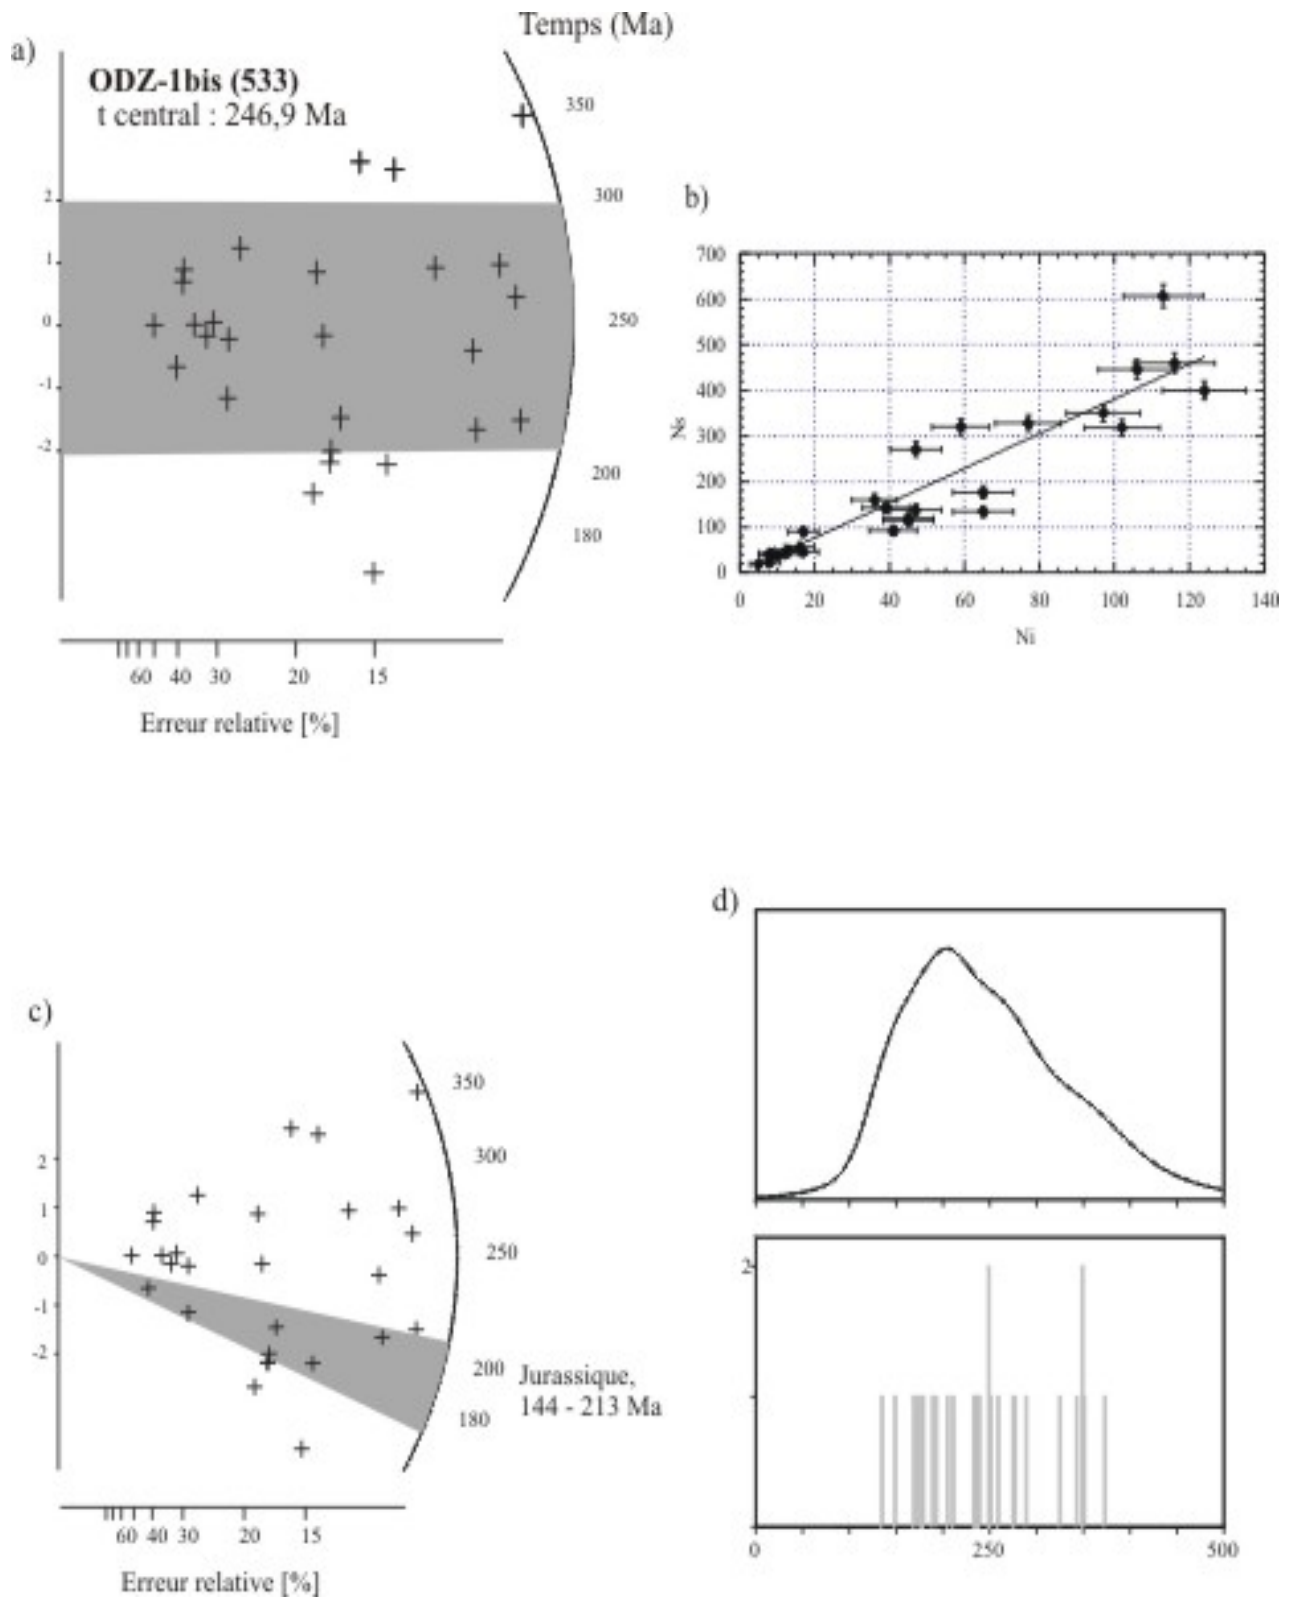 a)
Temps (Ma)
ODZ-1bis (533)
t central : 246,9 Ma
350
300
250
200
180
2
1
0
-1
-2
60 40 30 20 15
Erreur relative [%]
b)
700
600
500
400
300
200
100
0
Ns
0 20 40 60 80 100 120 140
Ni
c)
350
300
250
200
180
Jurassique,
144 - 213 Ma
2
1
0
-1
-2
60 40 30 20 15
Erreur relative [%]
d)
2
0 250 500